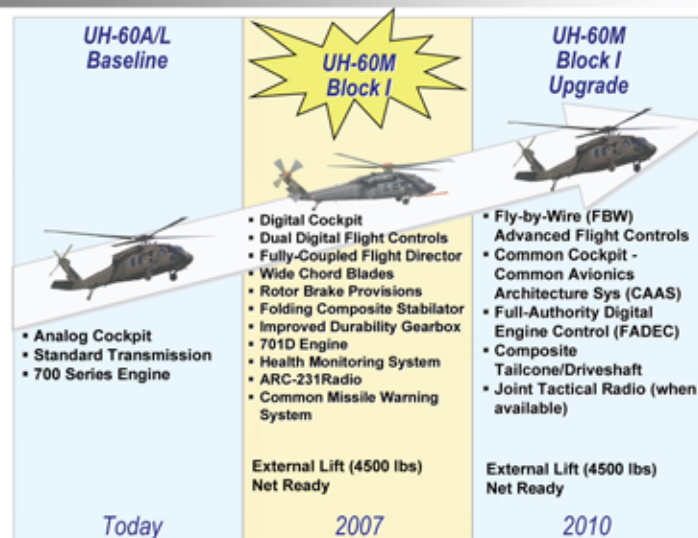 UH-60A/L
Baseline
▪ Analog Cockpit
▪ Standard Transmission
▪ 700 Series Engine
Today
UH-60M
Block I
▪ Digital Cockpit
▪ Dual Digital Flight Controls
▪ Fully-Coupled Flight Director
▪ Wide Chord Blades
▪ Rotor Brake Provisions
▪ Folding Composite Stabilator
▪ Improved Durability Gearbox
▪ 701D Engine
▪ Health Monitoring System
▪ ARC-231Radio
▪ Common Missile Warning
System
External Lift (4500 lbs)
Net Ready
2007
UH-60M
Block I
Upgrade
▪ Fly-by-Wire (FBW)
Advanced Flight Controls
▪ Common Cockpit -
Common Avionics
Architecture Sys (CAAS)
▪ Full-Authority Digital
Engine Control (FADEC)
▪ Composite
Tailcone/Driveshaft
▪ Joint Tactical Radio (when
available)
External Lift (4500 lbs)
Net Ready
2010